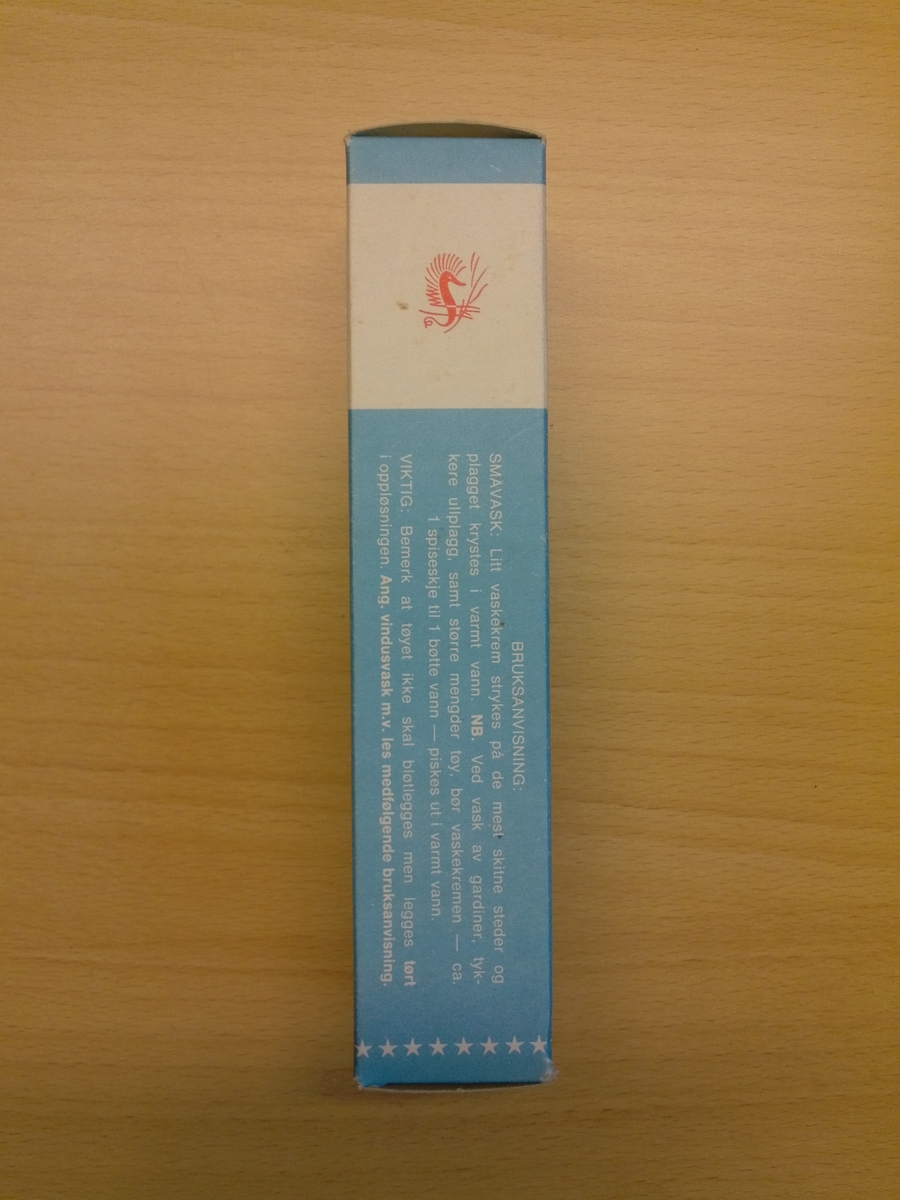 BRUKSANVISNING:
SMÅVASK: Litt vaskekrem strykes på de mest skitne steder og
plagget krystes i varmt vann. NB. Ved vask av gardiner, tyk-
kere ullplagg, samt større mengder tøy, bør vaskekremen — ca.
1 spiseskje til 1 bøtte vann — piskes ut i varmt vann.
VIKTIG: Bemerk at tøyet ikke skal bløtlegges men legges tørt
i oppløsningen. Ang. vindusvask m.v. les medfølgende bruksanvisning.